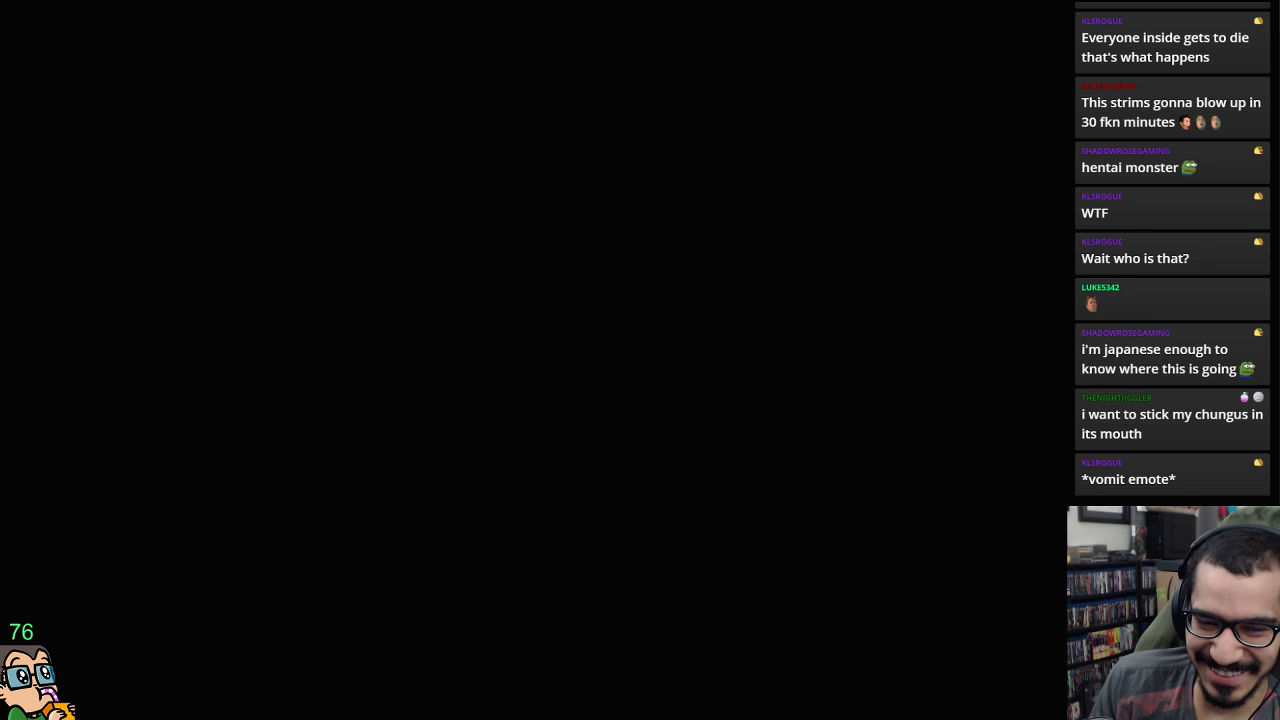 KLSROGUE
Everyone inside gets to die
that's what happens
This strims gonna blow up in
30 fkn minutes
SHADOWROSEGAMING
hentai monster
KLSROGUE
WTF
KLSROGUE
Wait who is that?
LUKE5342
SHADOWROSEGAMING
i'm japanese enough to
know where this is going
THENIGHTJIGGLER
i want to stick my chungus in
its mouth
KLSROGUE
*vomit emote*
76